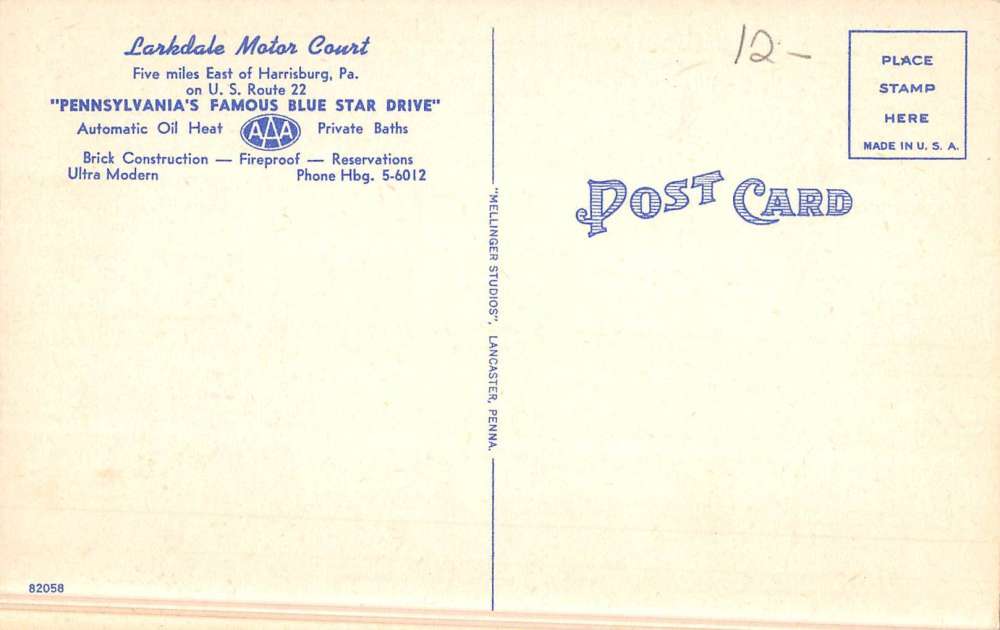 Larkdale Motor Court
Five miles East of Harrisburg, Pa.
on U. S. Route 22
"PENNSYLVANIA'S FAMOUS BLUE STAR DRIVE"
Automatic Oil Heat AAA Private Baths
Brick Construction — Fireproof — Reservations
Ultra Modern Phone Hbg. 5-6012
82058
"MELLINGER STUDIOS", LANCASTER, PENNA.
12-
POST CARD
PLACE
STAMP
HERE
MADE IN U. S. A.